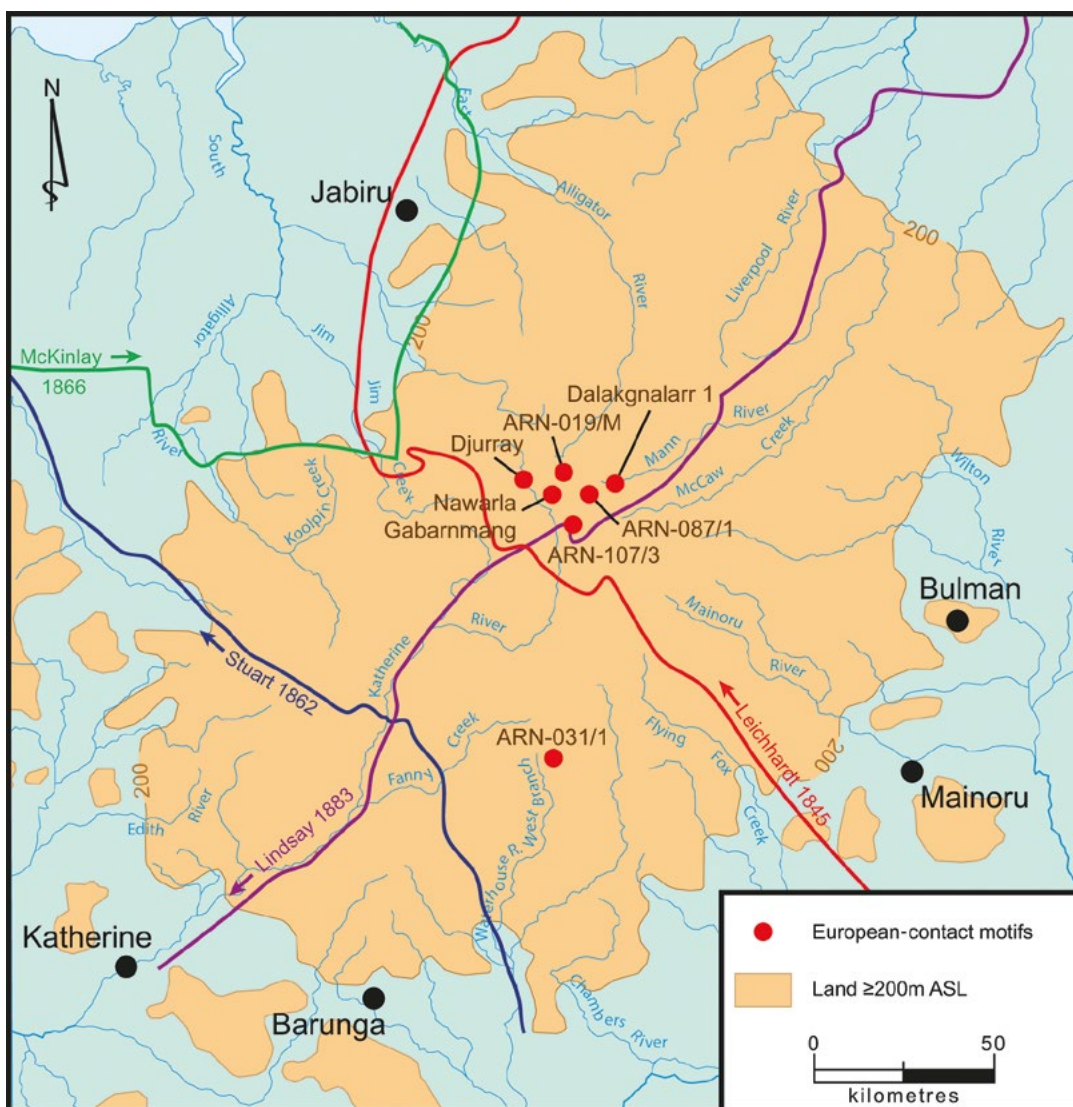 N
East
South
Jabiru
Alligator
River
Liverpool
River
200
Alligator
Jim
200
McKinlay
1866
Jim
Dalakgnalarr 1
ARN-019/M
River
Djurray
Mann
River
Creek
McCaw
Creek
Wilton
Koolpin Creek
Nawarla
Gabarnmang
ARN-087/1
ARN-107/3
River
Bulman
Mainoru
River
River
Katherine
Stuart 1862
Leichhardt 1845
ARN-031/1
Flying
Fox
Creek
200
200
Creek
Fanny
River
Edith
Lindsay 1883
Waterhouse R. West Branch
Mainoru
Katherine
Barunga
Chambers
River
European-contact motifs
Land ≥200m ASL
0 50
kilometres